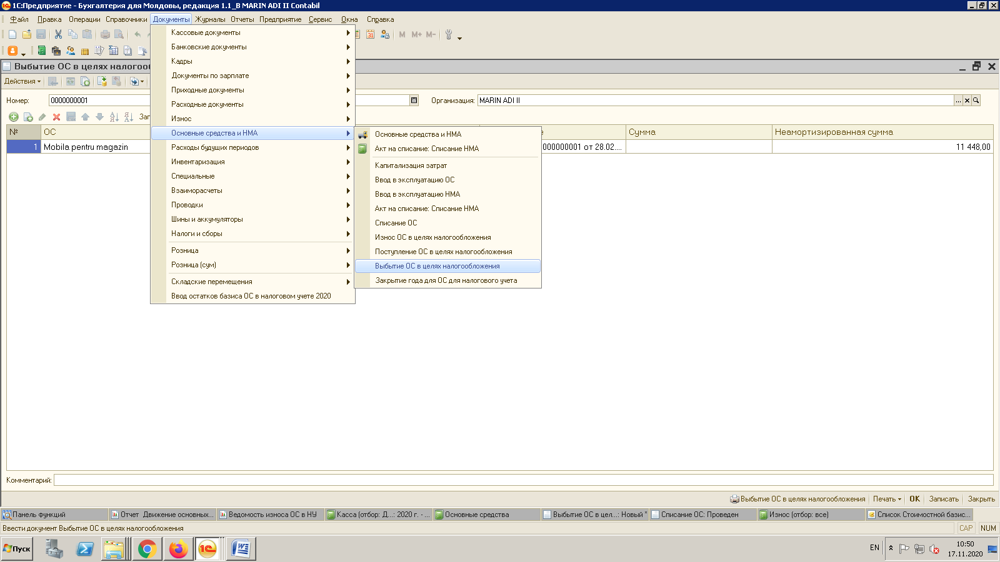 1С:Предприятие - Бухгалтерия для Молдовы, редакция 1.1_В MARIN ADI II Contabil
Файл Правка Операции Справочники Документы Журналы Отчеты Предприятие Сервис Окна Справка
M M+ M-
Выбытие ОС в целях налогоо
Действия
Номер: 0000000001
Организация: MARIN ADI II
... x
Зап
№ ОС Сумма Неамортизированная сумма
1 Mobila pentru magazin 000000001 от 28.02.... 11 448,00
Кассовые документы
Банковские документы
Кадры
Документы по зарплате
Приходные документы
Расходные документы
Износ
Основные средства и НМА
Расходы будущих периодов
Инвентаризация
Специальные
Взаиморасчеты
Проводки
Шины и аккумуляторы
Налоги и сборы
Розница
Розница (сум)
Складские перемещения
Ввод остатков базиса ОС в налоговом учете 2020
Основные средства и НМА
Акт на списание: Списание НМА
Капитализация затрат
Ввод в эксплуатацию ОС
Ввод в эксплуатацию НМА
Акт на списание: Списание НМА
Списание ОС
Износ ОС в целях налогообложения
Поступление ОС в целях налогообложения
Выбытие ОС в целях налогообложения
Закрытие года для ОС для налогового учета
Комментарий:
Выбытие ОС в целях налогообложения Печать OK Записать Закрыть
Панель функций Отчет Движение основных... Ведомость износа ОС в НУ Касса (отбор: Д...: 2020 г. - ... Основные средства Выбытие ОС в цел...: Новый * Списание ОС: Проведен Износ (отбор: все) Список Стоимостной базис...
Ввести документ Выбытие ОС в целях налогообложения CAP NUM
Пуск EN 10:50
17.11.2020